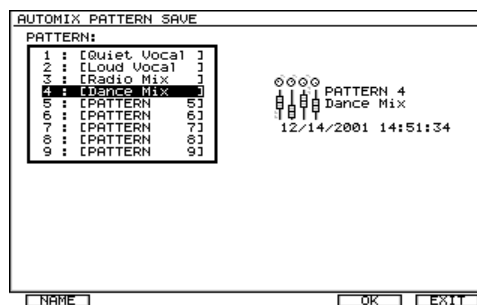 AUTOMIX PATTERN SAVE
PATTERN:
1 : [Quiet Vocal ]
2 : [Loud Vocal ]
3 : [Radio Mix ]
4 : [Dance Mix ]
5 : [PATTERN 5]
6 : [PATTERN 6]
7 : [PATTERN 7]
8 : [PATTERN 8]
9 : [PATTERN 9]
PATTERN 4
Dance Mix
12/14/2001 14:51:34
NAME OK EXIT